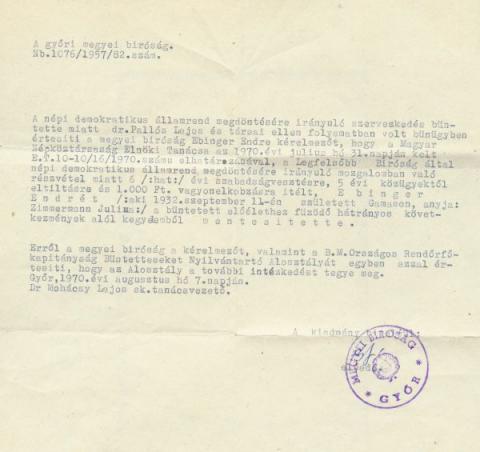 A győri megyei bíróság.
Nb.1076/1957/82.szám.
A népi demokratikus államrend megdöntésére irányuló szervezkedés bün-
tette miatt dr.Pallós Lajos és társai ellen folyamatban volt bünügyben
értesiti a megyei bíróság Ebinger Endre kérelmezőt, hogy a Magyar
Népköztársaság Elnöki Tanácsa az 1970.évi julius hó 31.napján kelt
E.T.10-10/16/1970.számu elhatározásával, a Legfelsőbb Bíróság által
népi demokratikus államrend megdöntésére irányuló mozgalomban való
részvétel miatt 6 /:hat:/ évi szabadságvesztésre, 5 évi közügyektől
eltiltásra és 1.000 Ft. vagyonelkobzásra itélt, E b i n g e r
E n d r é t /:aki 1932.szeptember 11-én született Gamason, anyja:
Zimmermann Julianna:/ a büntetett előélethez füződő hátrányos követ-
kezmények alól kegyelemből m e n t e s i t e t t e .
Erről a megyei bíróság a kérelmezőt, valamint a B.M.Országos Rendőrfő-
kapitányság Büntetteseket Nyilvántartó Alosztályát egyben azzal ér-
tesiti, hogy az Alosztály a további intézkedést tegye meg.
Győr,1970.évi augusztus hó 7.napján.
Dr Mohácsy Lajos sk.tanácsvezető.
A kiadmány
MEGYEI BÍRÓSÁG
* GYŐR *